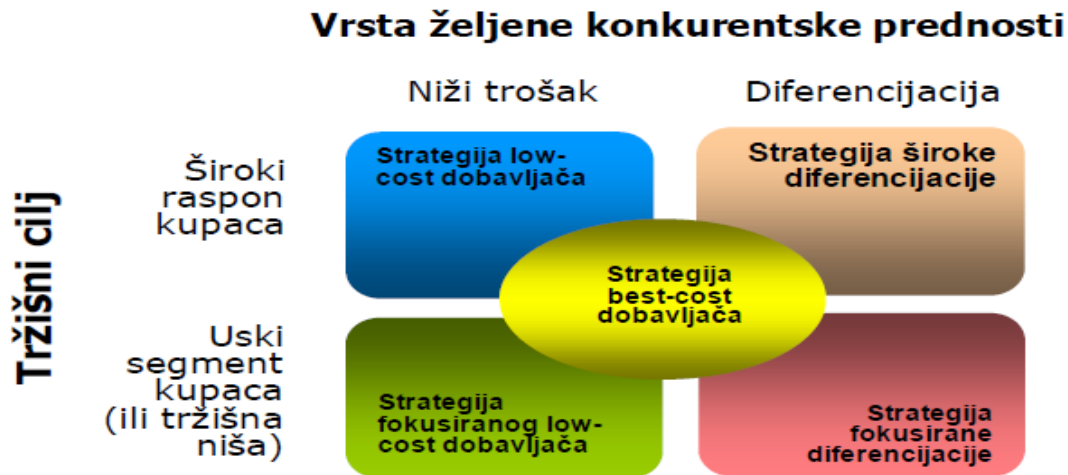 Vrsta željene konkurentske prednosti
Niži trošak
Diferencijacija
Tržišni cilj
Široki
raspon
kupaca
Strategija low-
cost dobavljača
Strategija široke
diferencijacije
Strategija
best-cost
dobavljača
Uski
segment
kupaca
(ili tržišna
niša)
Strategija
fokusiranog low-
cost dobavljača
Strategija
fokusirane
diferencijacije